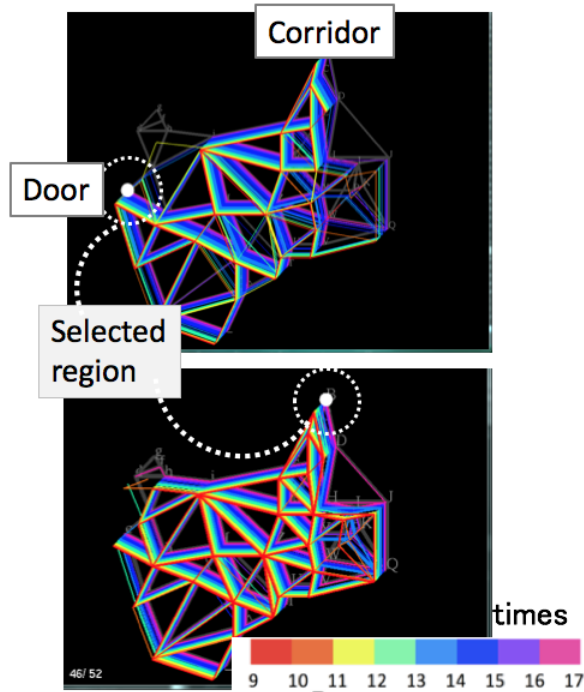 Corridor
Door
Selected
region
B
D
g
h
i
J
Q
times
46/ 52
9 10 11 12 13 14 15 16 17